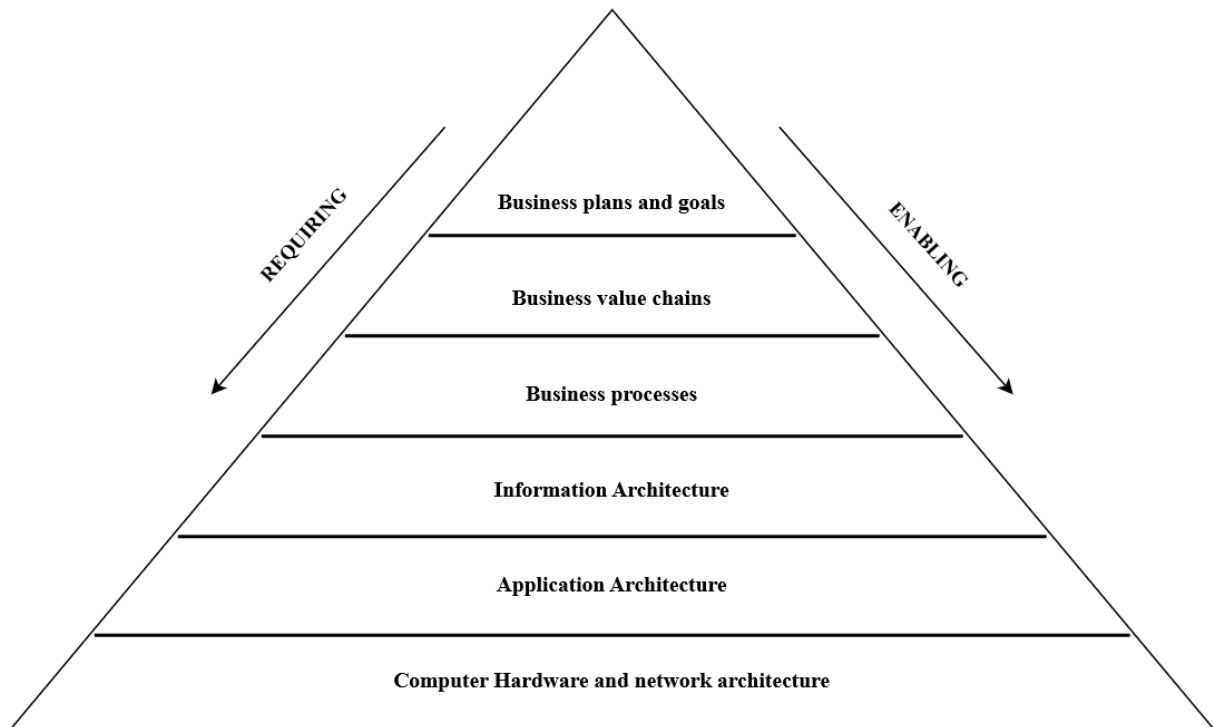 Business plans and goals
REQUIRING
ENABLING
Business value chains
Business processes
Information Architecture
Application Architecture
Computer Hardware and network architecture